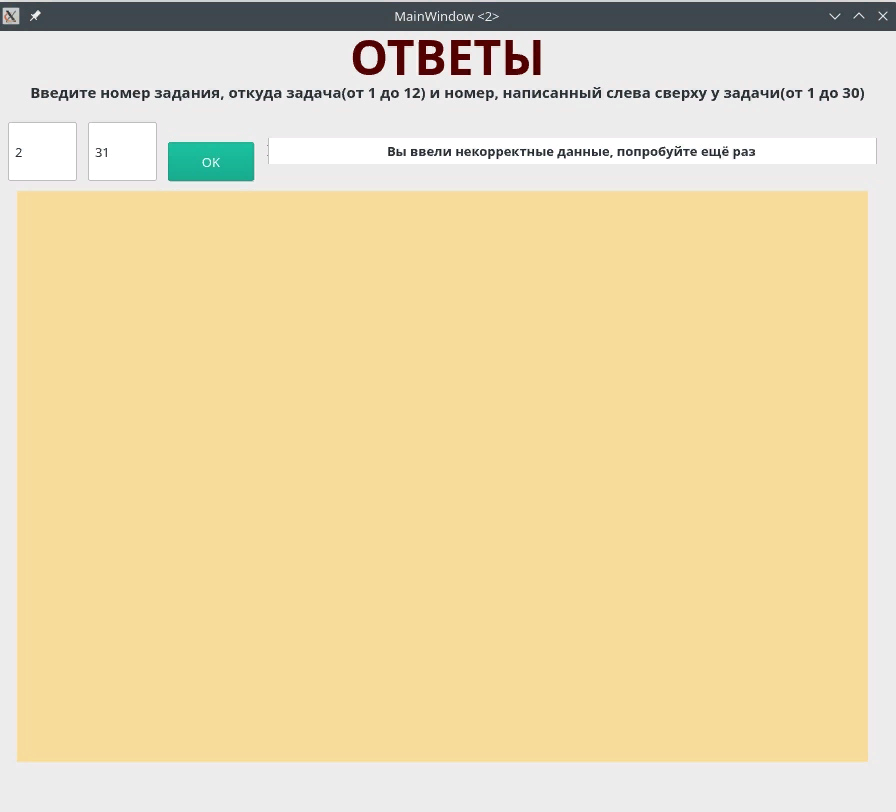 MainWindow <2>
ОТВЕТЫ
Введите номер задания, откуда задача(от 1 до 12) и номер, написанный слева сверху у задачи(от 1 до 30)
2
31
OK
Вы ввели некорректные данные, попробуйте ещё раз